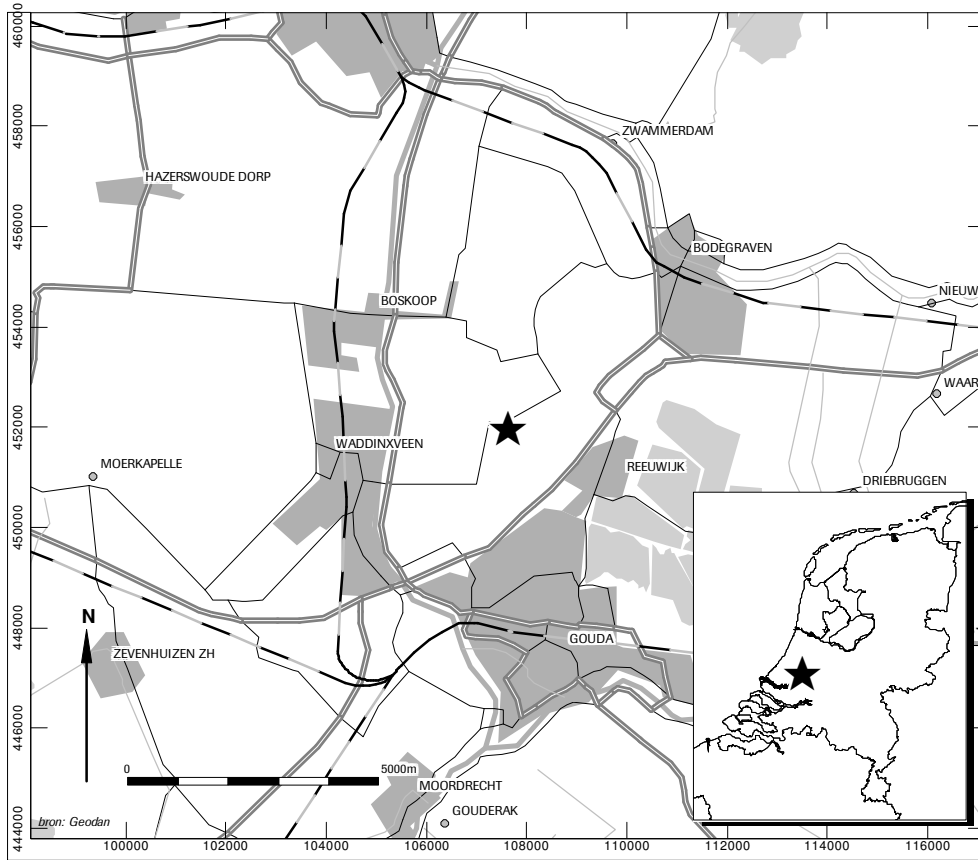 460000
458000
456000
454000
452000
450000
448000
446000
444000
ZWAMMERDAM
HAZERSWOUDE DORP
BODEGRAVEN
BOSKOOP
NIEUW
WAAR
WADDINXVEEN
REEUWIJK
MOERKAPELLE
DRIEBRUGGEN
N
GOUDA
ZEVENHUIZEN ZH
0 5000m
MOORDRECHT
GOUDERAK
bron: Geodan
100000 102000 104000 106000 108000 110000 112000 114000 116000